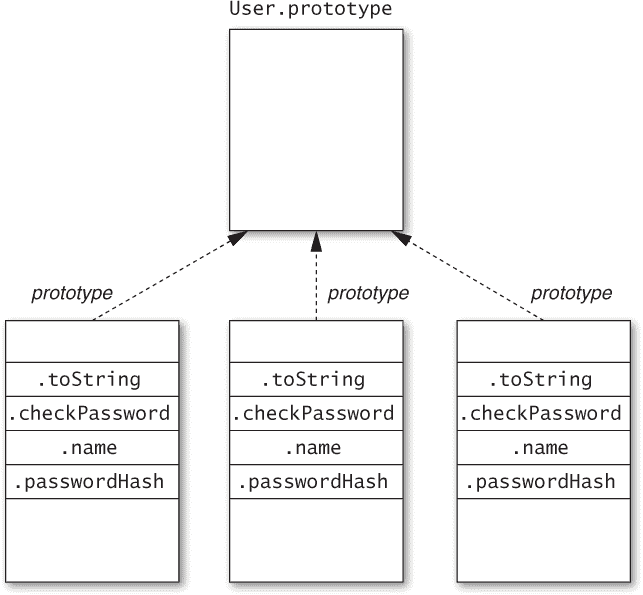 User.prototype
prototype
prototype
prototype
.toString
.checkPassword
.name
.passwordHash
.toString
.checkPassword
.name
.passwordHash
.toString
.checkPassword
.name
.passwordHash